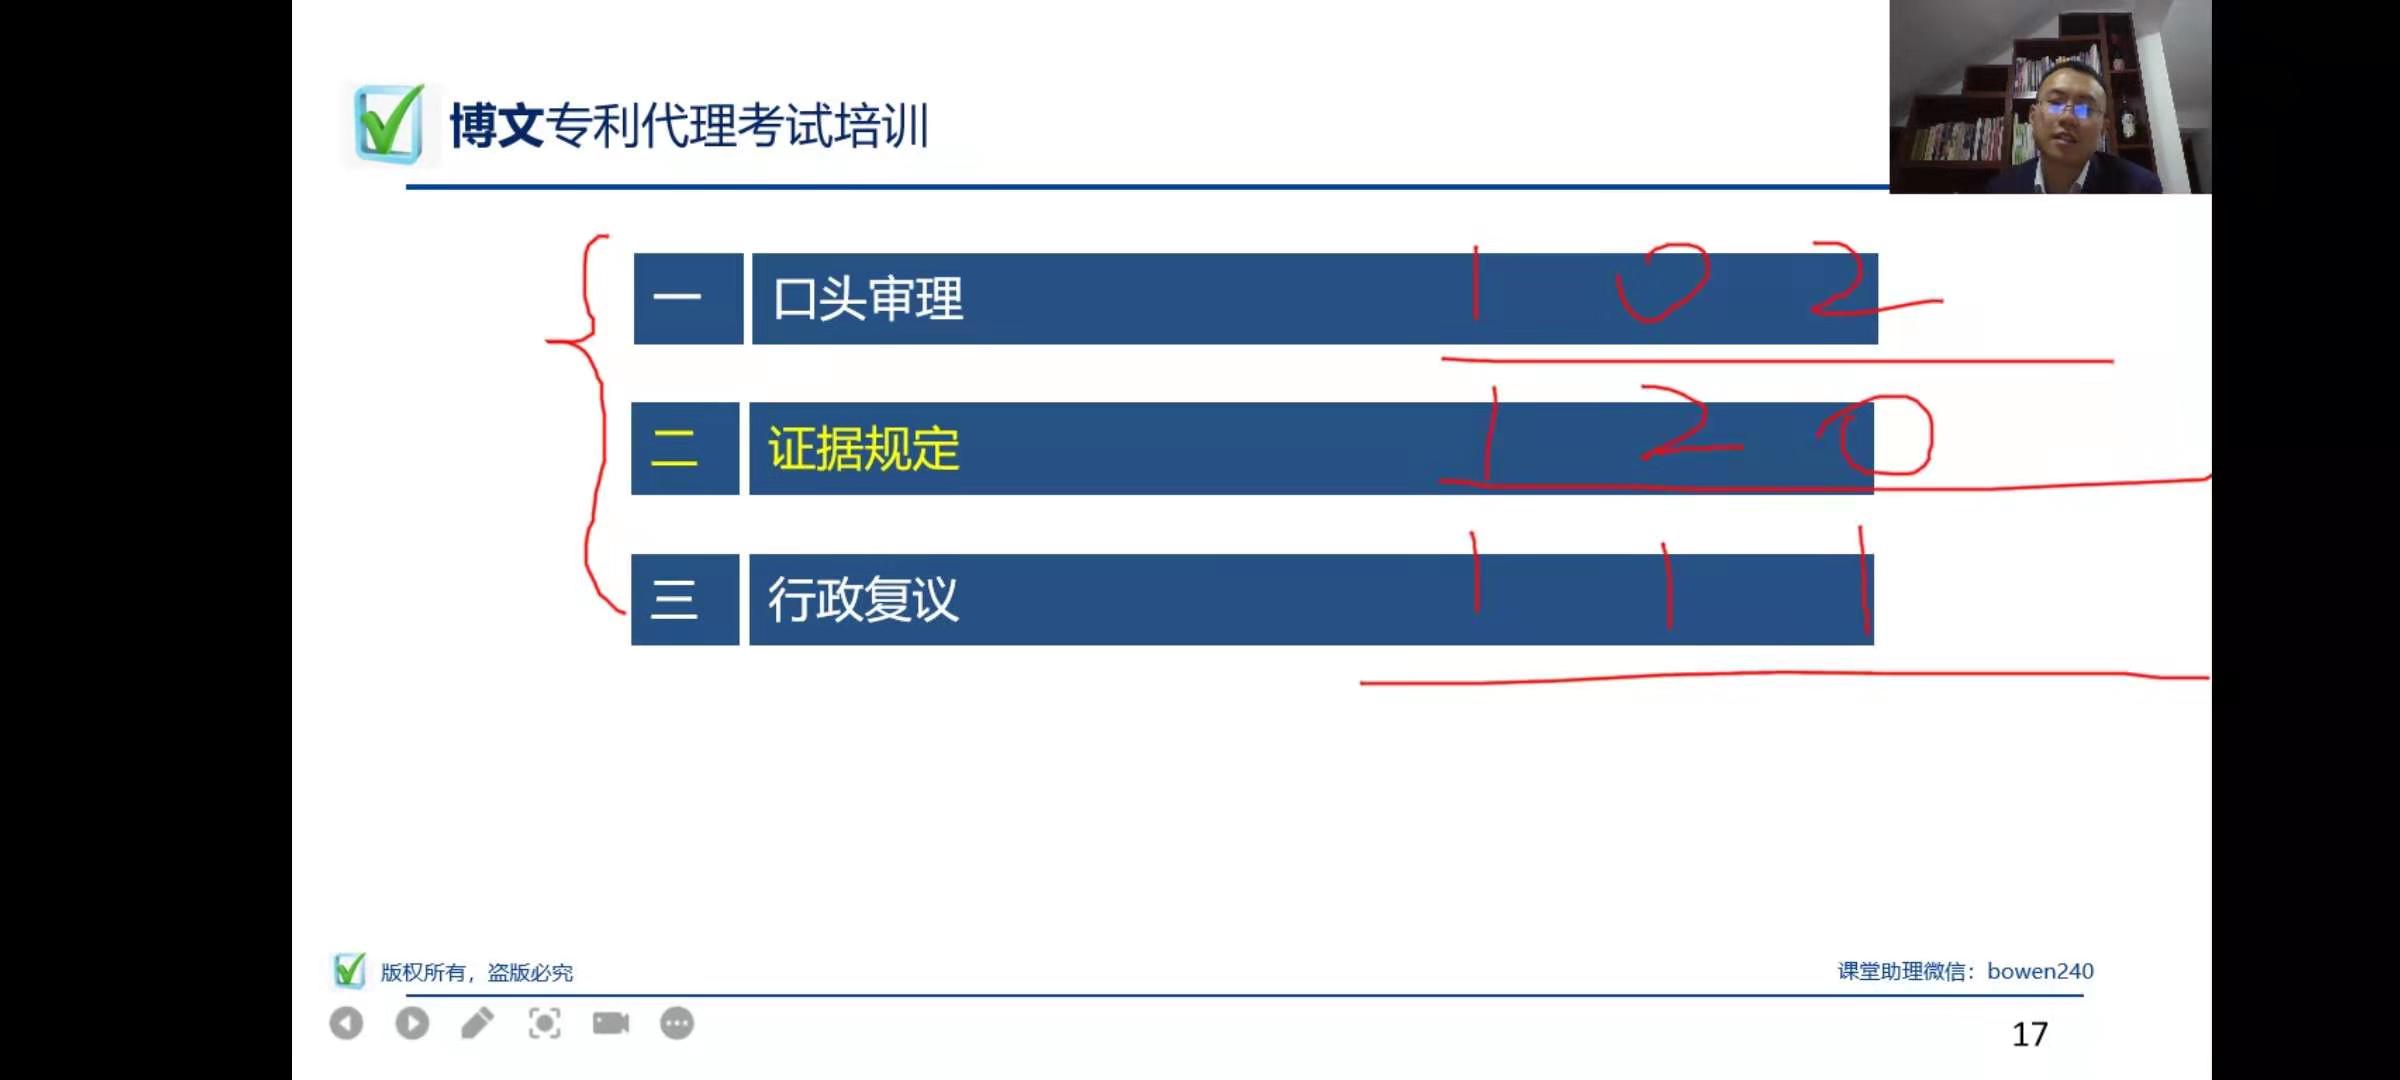 博文专利代理考试培训
一 口头审理 1 0 2
二 证据规定 1 2 0
三 行政复议 1 1 1
版权所有，盗版必究
课堂助理微信：bowen240
17